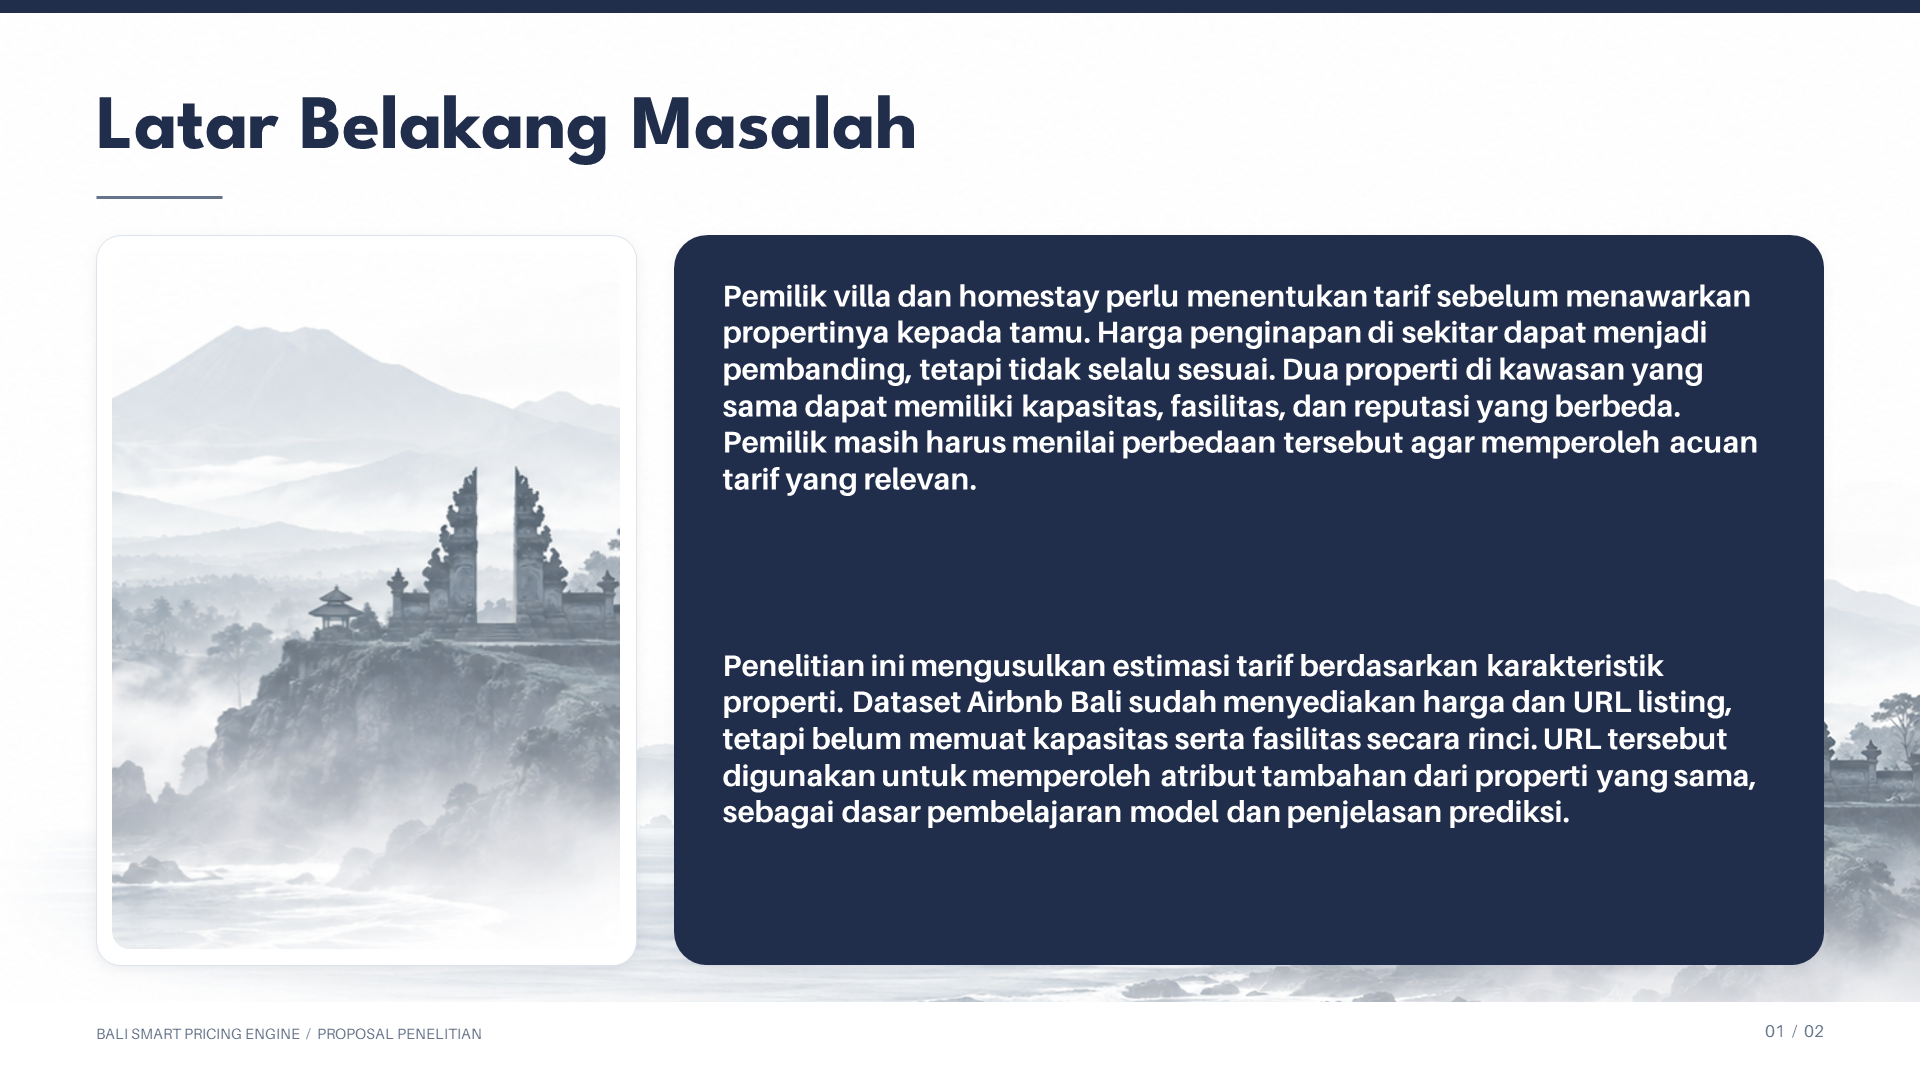 Latar Belakang Masalah
Pemilik villa dan homestay perlu menentukan tarif sebelum menawarkan
propertinya kepada tamu. Harga penginapan di sekitar dapat menjadi
pembanding, tetapi tidak selalu sesuai. Dua properti di kawasan yang
sama dapat memiliki kapasitas, fasilitas, dan reputasi yang berbeda.
Pemilik masih harus menilai perbedaan tersebut agar memperoleh acuan
tarif yang relevan.
Penelitian ini mengusulkan estimasi tarif berdasarkan karakteristik
properti. Dataset Airbnb Bali sudah menyediakan harga dan URL listing,
tetapi belum memuat kapasitas serta fasilitas secara rinci. URL tersebut
digunakan untuk memperoleh atribut tambahan dari properti yang sama,
sebagai dasar pembelajaran model dan penjelasan prediksi.
BALI SMART PRICING ENGINE / PROPOSAL PENELITIAN
01 / 02